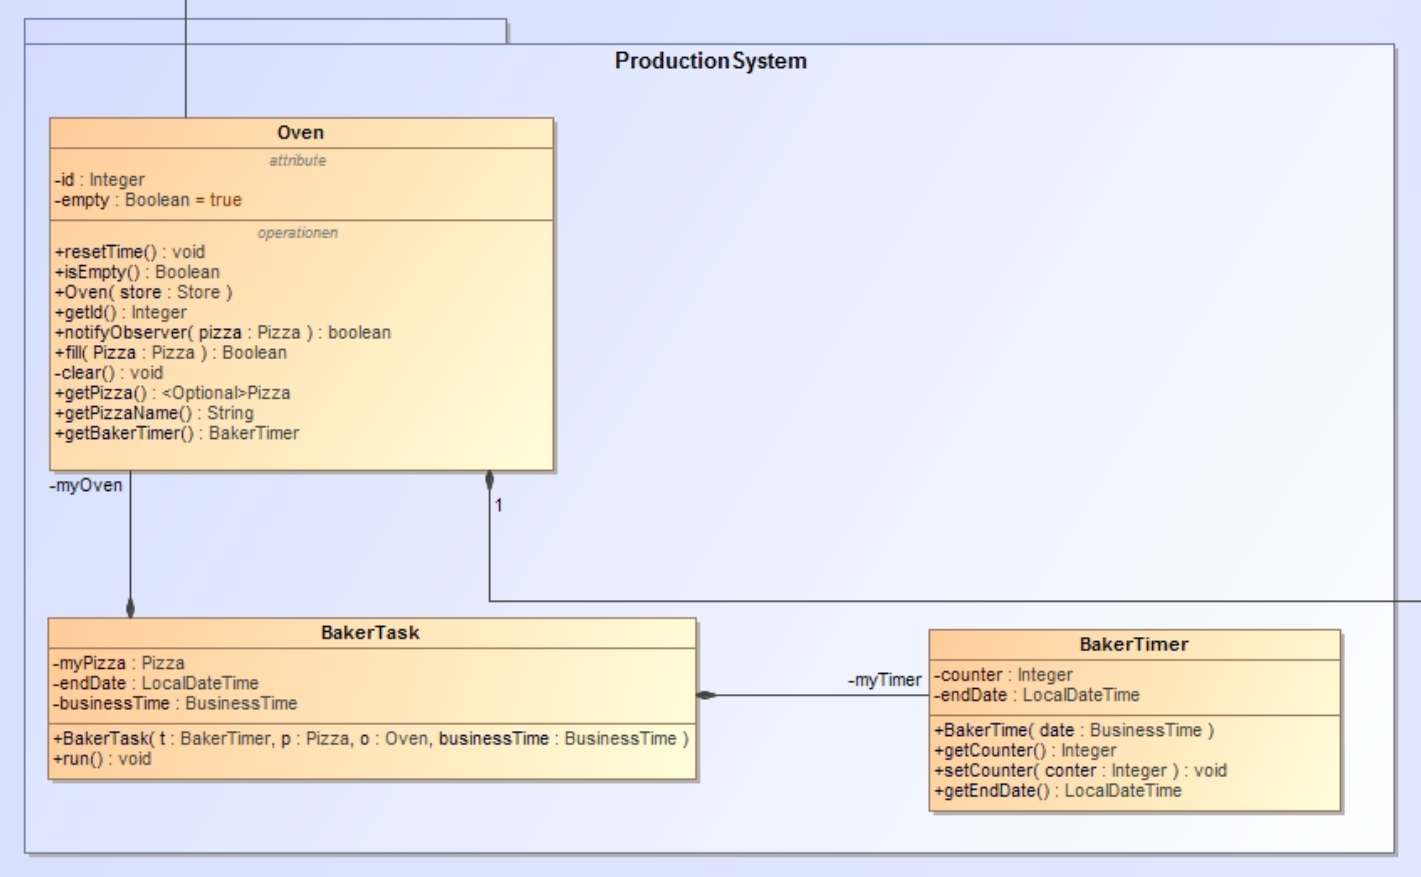 ProductionSystem
Oven
attribute
-id : Integer
-empty : Boolean = true
operationen
+resetTime() : void
+isEmpty() : Boolean
+Oven( store : Store )
+getId() : Integer
+notifyObserver( pizza : Pizza ) : boolean
+fill( Pizza : Pizza ) : Boolean
-clear() : void
+getPizza() : <Optional>Pizza
+getPizzaName() : String
+getBakerTimer() : BakerTimer
-myOven
1
BakerTask
-myPizza : Pizza
-endDate : LocalDateTime
-businessTime : BusinessTime
+BakerTask( t : BakerTimer, p : Pizza, o : Oven, businessTime : BusinessTime )
+run() : void
-myTimer
BakerTimer
-counter : Integer
-endDate : LocalDateTime
+BakerTime( date : BusinessTime )
+getCounter() : Integer
+setCounter( conter : Integer ) : void
+getEndDate() : LocalDateTime